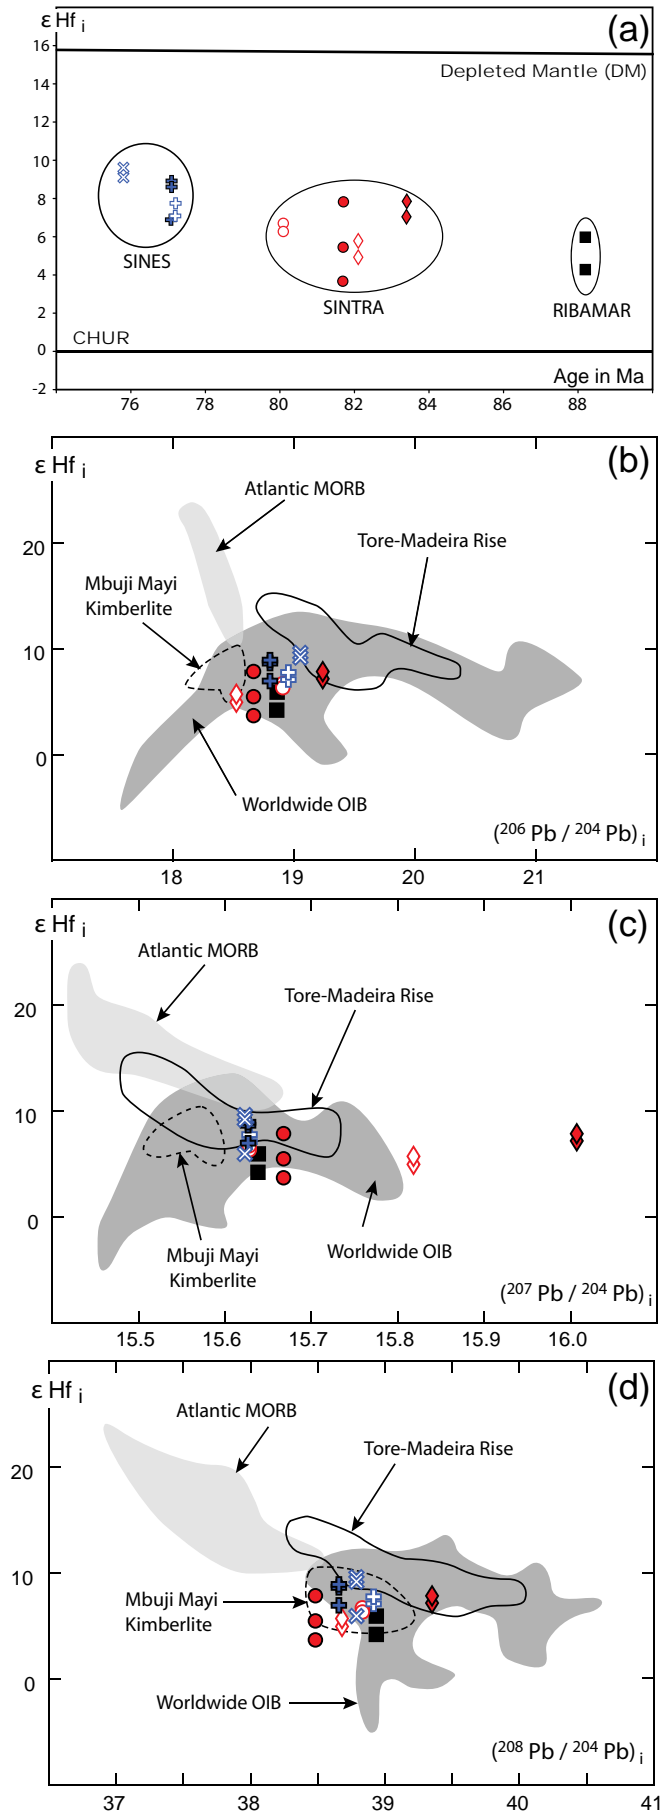 ε Hf i
(a)
16
Depleted Mantle (DM)
14
12
10
8
6
SINES
4
SINTRA
RIBAMAR
2
CHUR
0
Age in Ma
-2
76 78 80 82 84 86 88
ε Hf i
(b)
Atlantic MORB
20
Tore-Madeira Rise
Mbuji Mayi
Kimberlite
10
0
Worldwide OIB
(206 Pb / 204 Pb) i
18 19 20 21
ε Hf i
(c)
Atlantic MORB
Tore-Madeira Rise
20
10
0
Mbuji Mayi
Kimberlite
Worldwide OIB
(207 Pb / 204 Pb) i
15.5 15.6 15.7 15.8 15.9 16.0
ε Hf i
(d)
Atlantic MORB
Tore-Madeira Rise
20
10
Mbuji Mayi
Kimberlite
0
Worldwide OIB
(208 Pb / 204 Pb) i
37 38 39 40 41